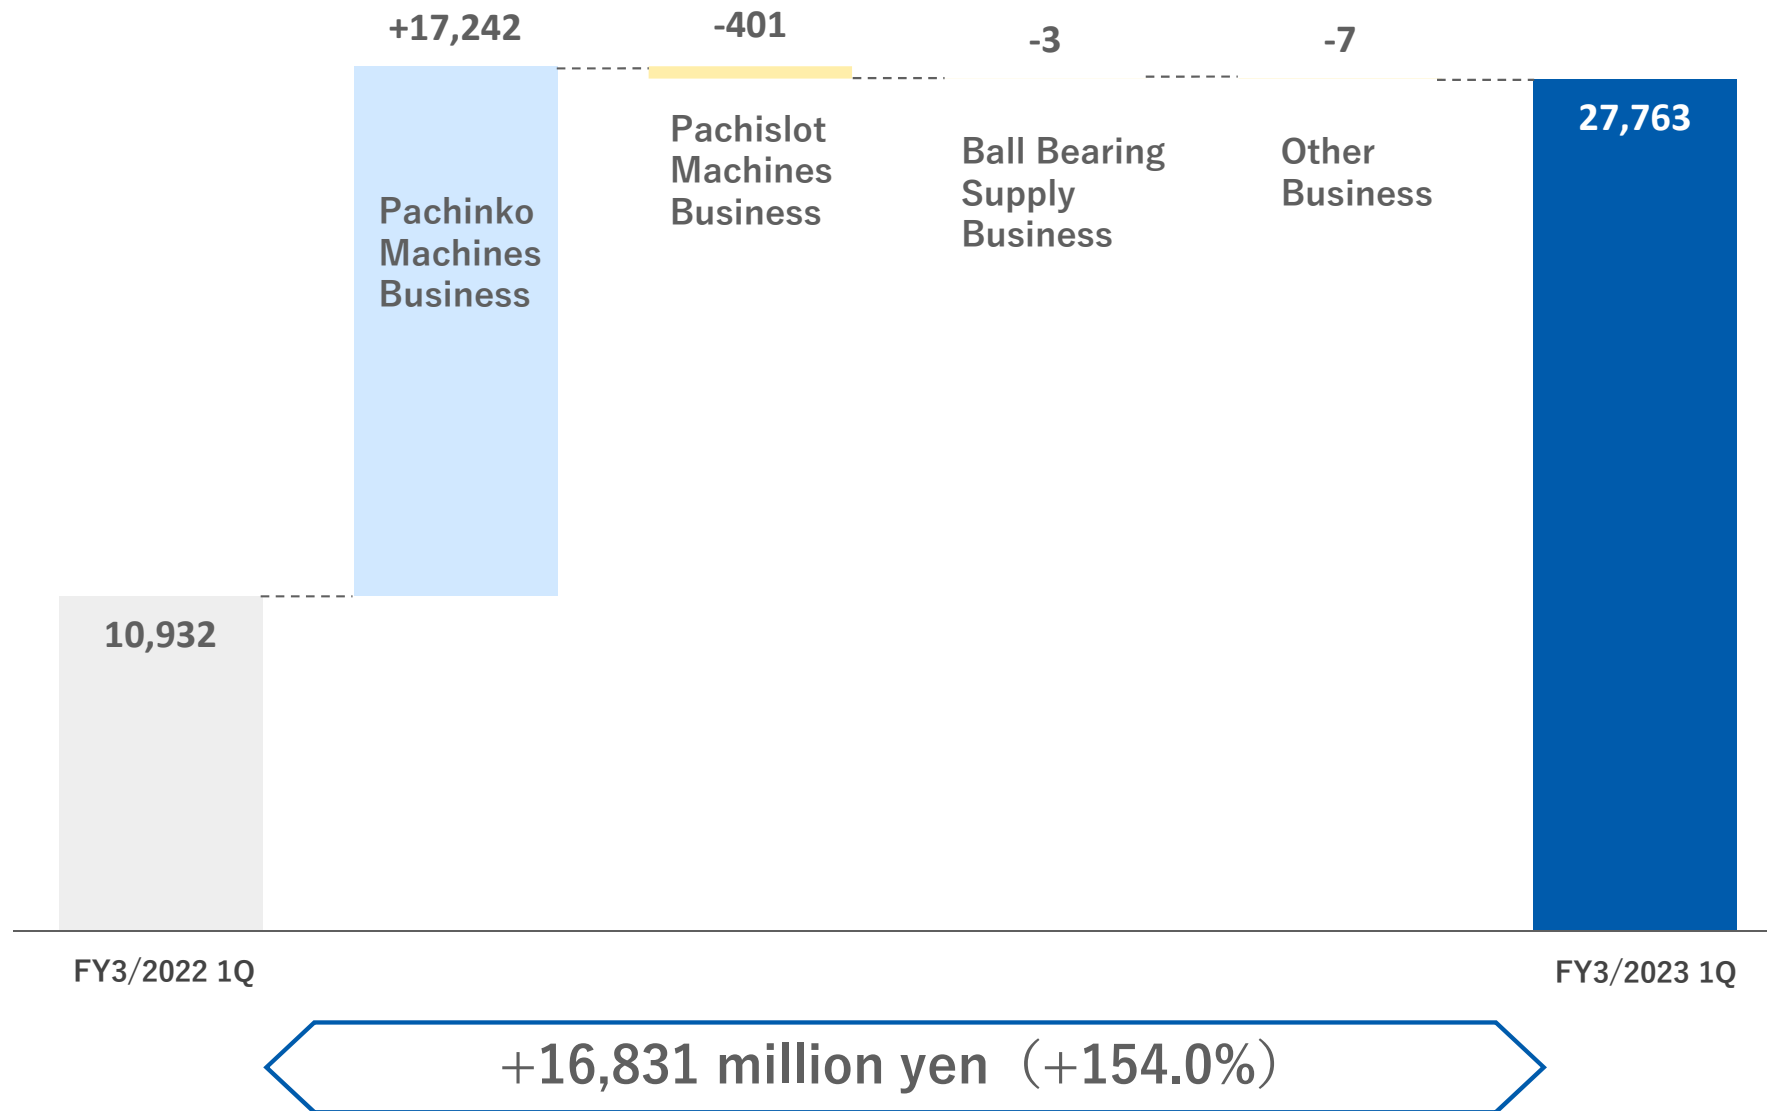 +17,242
-401
-3
-7
27,763
Pachislot
Machines
Business
Ball Bearing
Supply
Business
Other
Business
Pachinko
Machines
Business
10,932
FY3/2022 1Q
FY3/2023 1Q
+16,831 million yen（+154.0%）